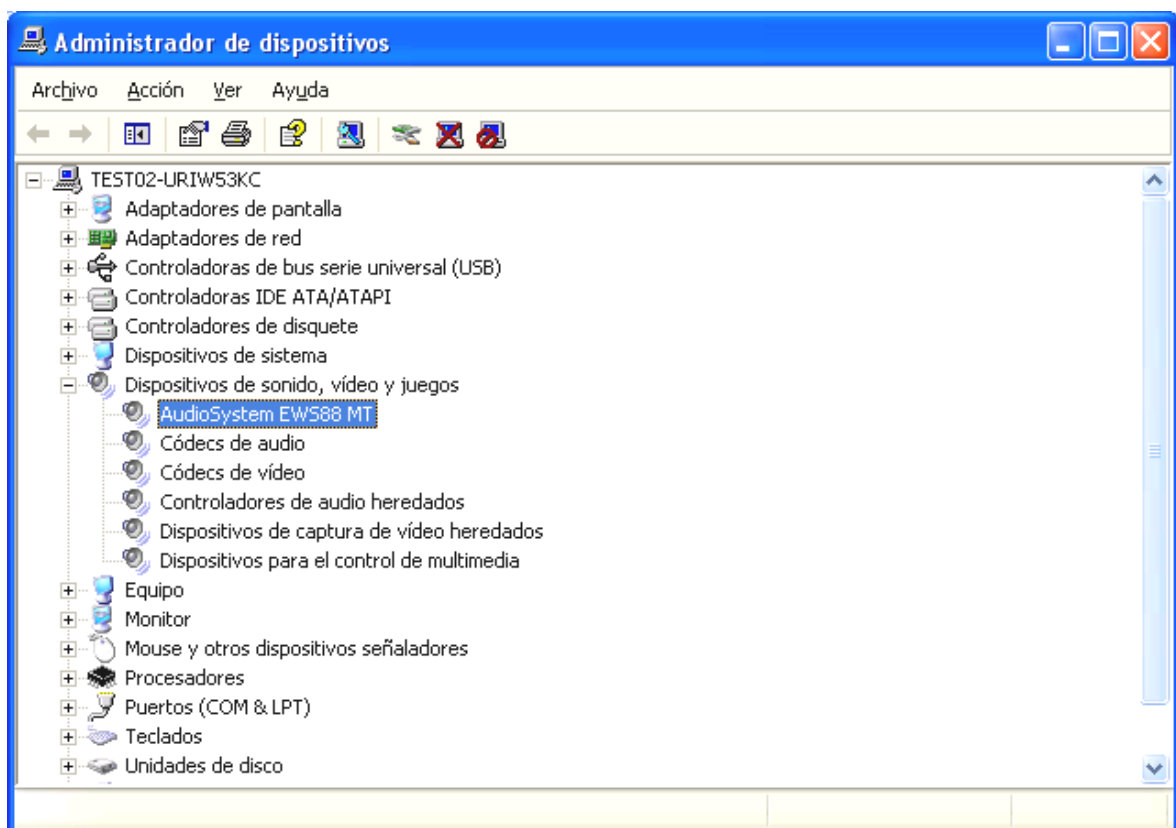 Administrador de dispositivos
Archivo Acción Ver Ayuda
TEST02-URIW53KC
Adaptadores de pantalla
Adaptadores de red
Controladoras de bus serie universal (USB)
Controladoras IDE ATA/ATAPI
Controladores de disquete
Dispositivos de sistema
Dispositivos de sonido, vídeo y juegos
AudioSystem EWS88 MT
Códecs de audio
Códecs de vídeo
Controladores de audio heredados
Dispositivos de captura de vídeo heredados
Dispositivos para el control de multimedia
Equipo
Monitor
Mouse y otros dispositivos señaladores
Procesadores
Puertos (COM & LPT)
Teclados
Unidades de disco